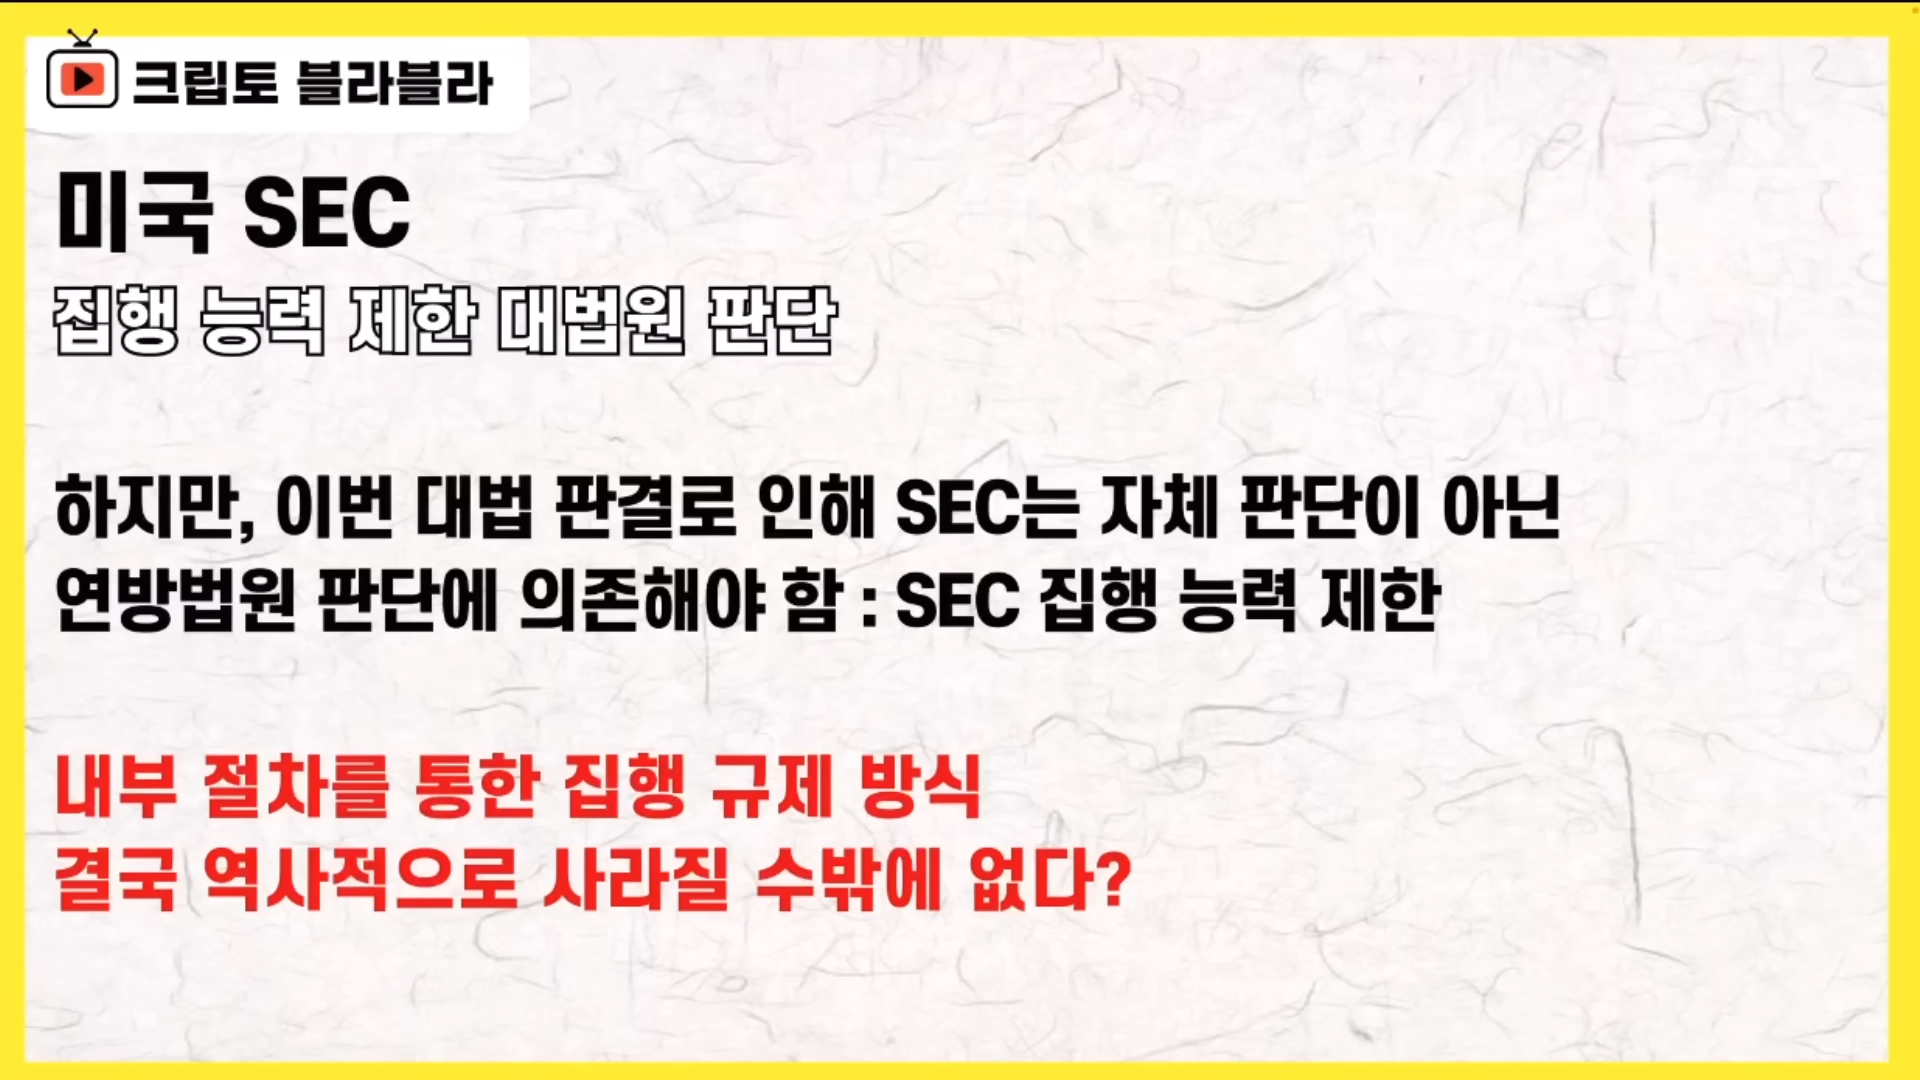 크립토 블라블라
미국 SEC
집행 능력 제한 대법원 판단
하지만, 이번 대법 판결로 인해 SEC는 자체 판단이 아닌
연방법원 판단에 의존해야 함 : SEC 집행 능력 제한
내부 절차를 통한 집행 규제 방식
결국 역사적으로 사라질 수밖에 없다?